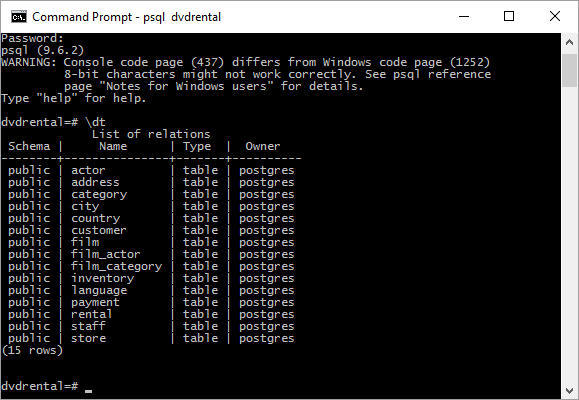 Command Prompt - psql dvdrental
Password:
psql (9.6.2)
WARNING: Console code page (437) differs from Windows code page (1252)
         8-bit characters might not work correctly. See psql reference
         page "Notes for Windows users" for details.
Type "help" for help.

dvdrental=# \dt
             List of relations
 Schema |     Name      | Type  |  Owner
--------+---------------+-------+----------
 public | actor         | table | postgres
 public | address       | table | postgres
 public | category      | table | postgres
 public | city          | table | postgres
 public | country       | table | postgres
 public | customer      | table | postgres
 public | film          | table | postgres
 public | film_actor    | table | postgres
 public | film_category | table | postgres
 public | inventory     | table | postgres
 public | language      | table | postgres
 public | payment       | table | postgres
 public | rental        | table | postgres
 public | staff         | table | postgres
 public | store         | table | postgres
(15 rows)

dvdrental=# _